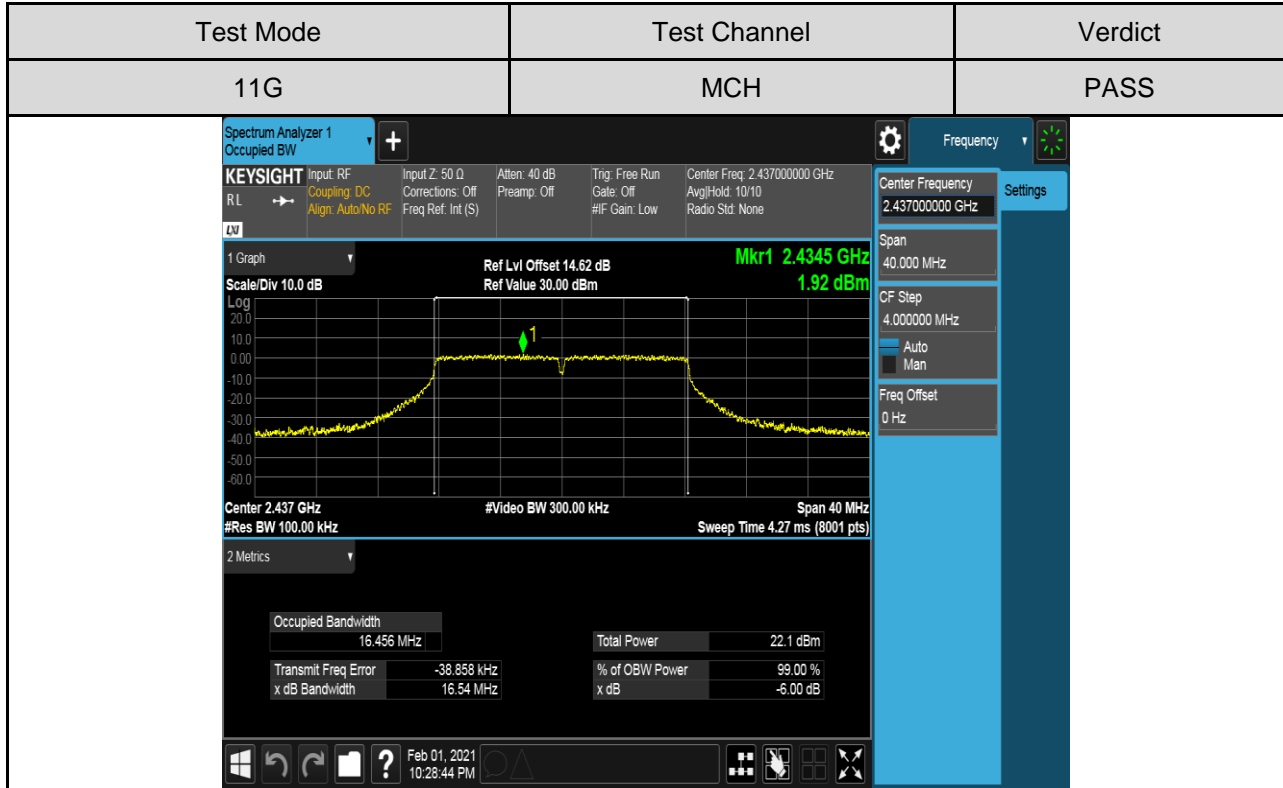 Test Mode Test Channel Verdict
11G MCH PASS
Spectrum Analyzer 1
Occupied BW
+
Frequency
KEYSIGHT Input: RF Input Z: 50 Ω Atten: 40 dB Trig: Free Run Center Freq: 2.437000000 GHz
RL Coupling: DC Corrections: Off Preamp: Off Gate: Off Avg|Hold: 10/10
Align: Auto/No RF Freq Ref: Int (S) #IF Gain: Low Radio Std: None
LXI
Center Frequency
2.437000000 GHz
Settings
Span
40.000 MHz
CF Step
4.000000 MHz
Auto
Man
Freq Offset
0 Hz
1 Graph Ref Lvl Offset 14.62 dB Mkr1 2.4345 GHz
Scale/Div 10.0 dB Ref Value 30.00 dBm 1.92 dBm
Log
20.0
10.0
0.00
-10.0
-20.0
-30.0
-40.0
-50.0
-60.0
1
Center 2.437 GHz #Video BW 300.00 kHz Span 40 MHz
#Res BW 100.00 kHz Sweep Time 4.27 ms (8001 pts)
2 Metrics
Occupied Bandwidth
16.456 MHz Total Power 22.1 dBm
Transmit Freq Error -38.858 kHz % of OBW Power 99.00 %
x dB Bandwidth 16.54 MHz x dB -6.00 dB
? Feb 01, 2021
10:28:44 PM